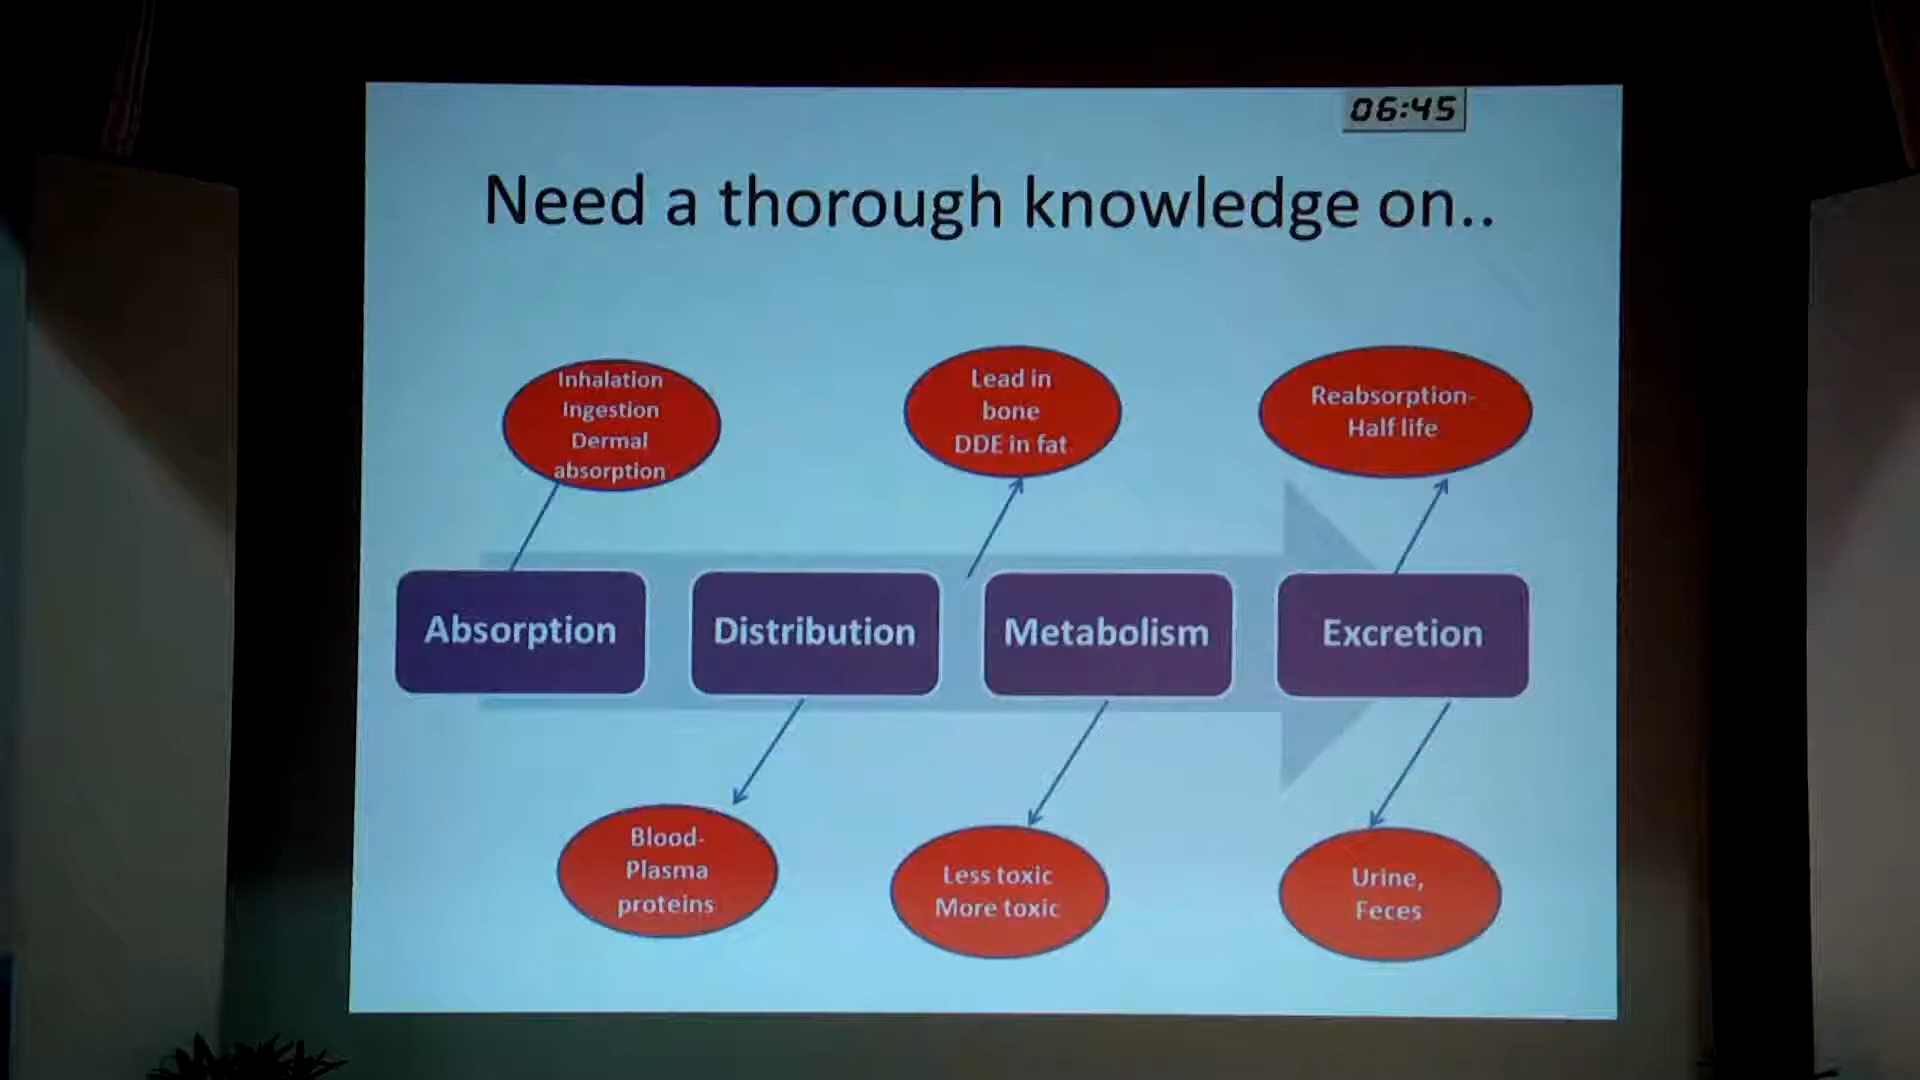 06:45
Need a thorough knowledge on..
Inhalation
Ingestion
Dermal
absorption
Lead in
bone
DDE in fat
Reabsorption-
Half life
Absorption
Distribution
Metabolism
Excretion
Blood-
Plasma
proteins
Less toxic
More toxic
Urine,
Feces